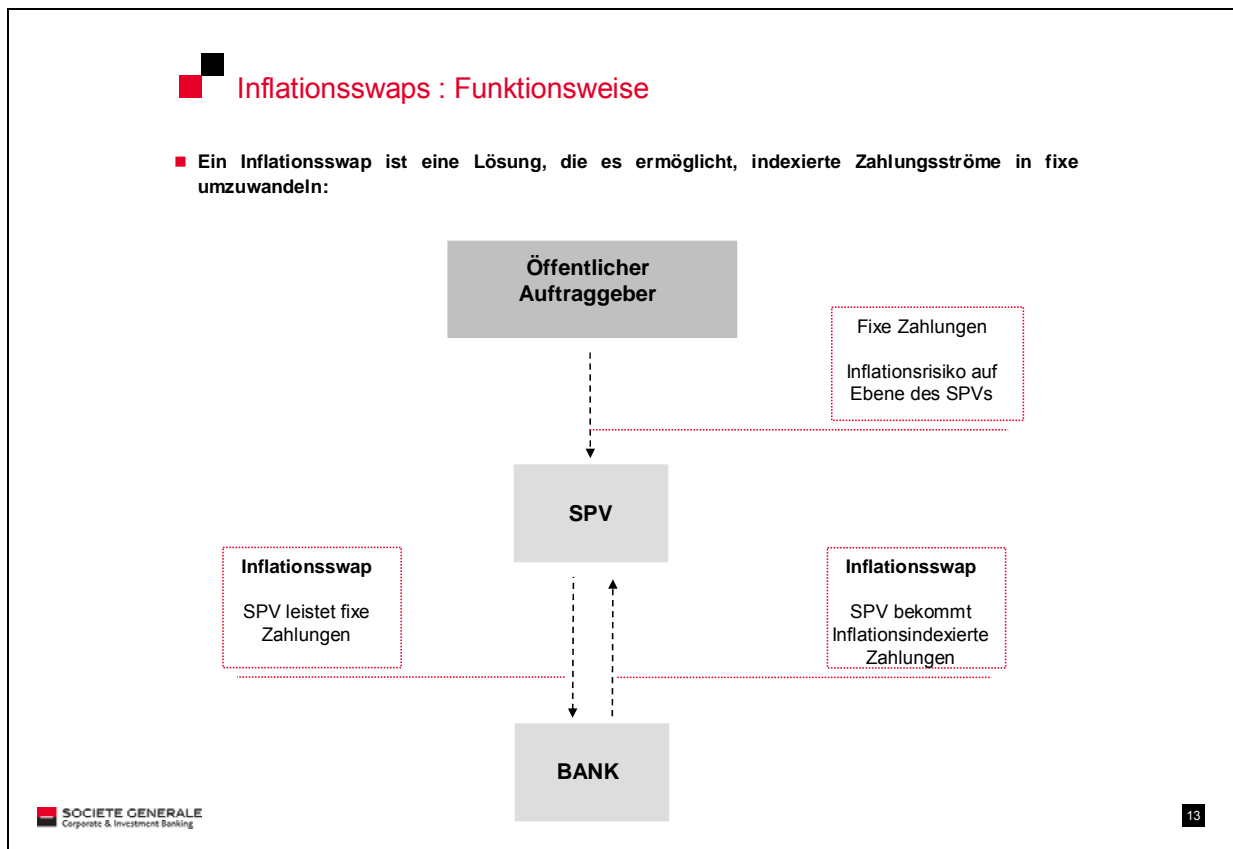 Inflationsswaps : Funktionsweise
Ein Inflationsswap ist eine Lösung, die es ermöglicht, indexierte Zahlungsströme in fixe
umzuwandeln:
Öffentlicher
Auftraggeber
Fixe Zahlungen
Inflationsrisiko auf
Ebene des SPVs
SPV
Inflationsswap
SPV leistet fixe
Zahlungen
Inflationsswap
SPV bekommt
Inflationsindexierte
Zahlungen
BANK
SOCIETE GENERALE
Corporate & Investment Banking
13